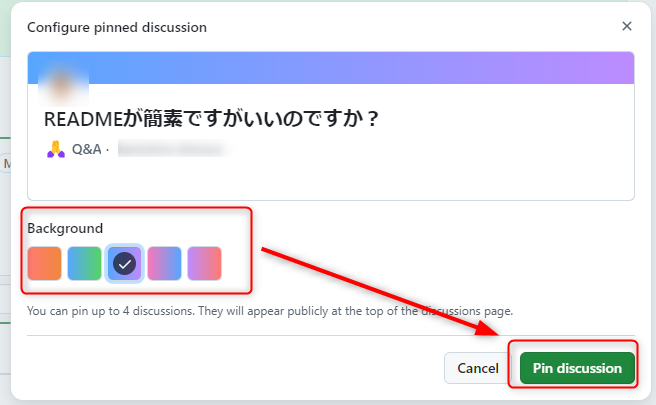 Configure pinned discussion
READMEが簡素ですがいいのですか？
Q&A ·
Background
You can pin up to 4 discussions. They will appear publicly at the top of the discussions page.
Cancel
Pin discussion